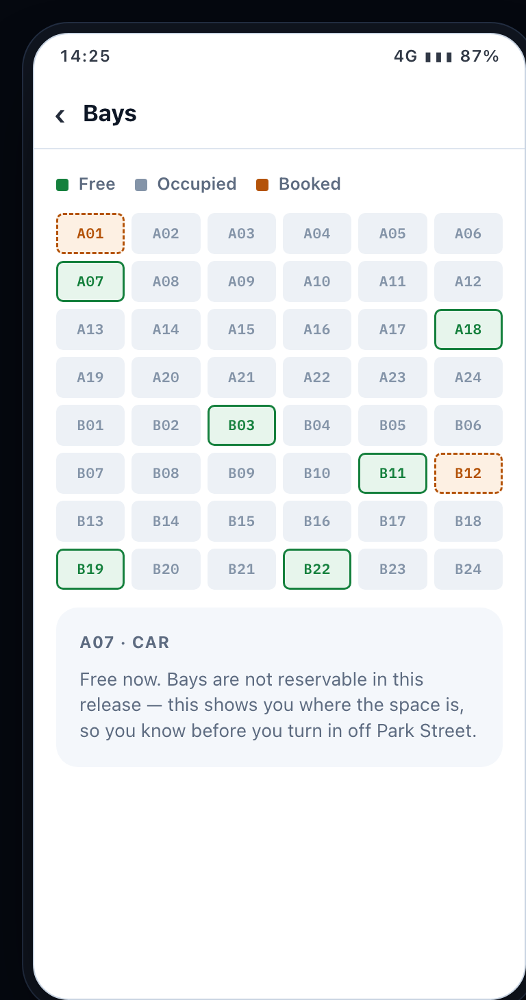 14:25 4G ▮▮▮ 87%
‹ Bays
Free Occupied Booked
A01 A02 A03 A04 A05 A06
A07 A08 A09 A10 A11 A12
A13 A14 A15 A16 A17 A18
A19 A20 A21 A22 A23 A24
B01 B02 B03 B04 B05 B06
B07 B08 B09 B10 B11 B12
B13 B14 B15 B16 B17 B18
B19 B20 B21 B22 B23 B24
A07 · CAR
Free now. Bays are not reservable in this
release — this shows you where the space is,
so you know before you turn in off Park Street.